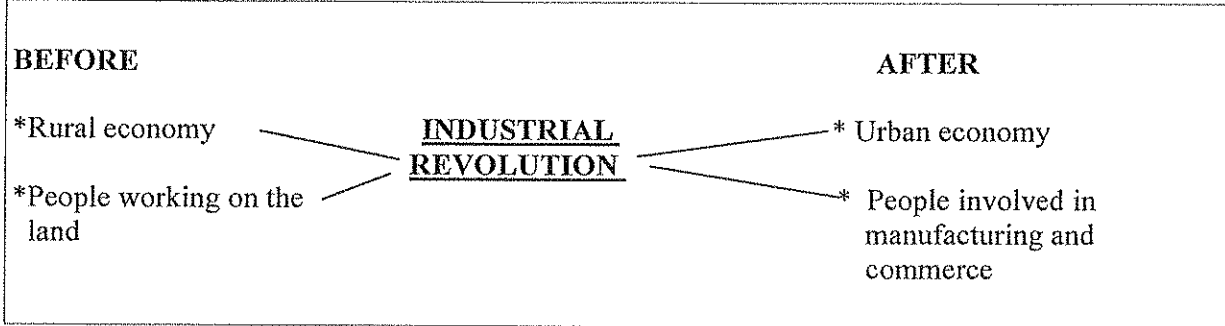 BEFORE
AFTER
*Rural economy
INDUSTRIAL
REVOLUTION
* Urban economy
*People working on the
land
* People involved in
manufacturing and
commerce